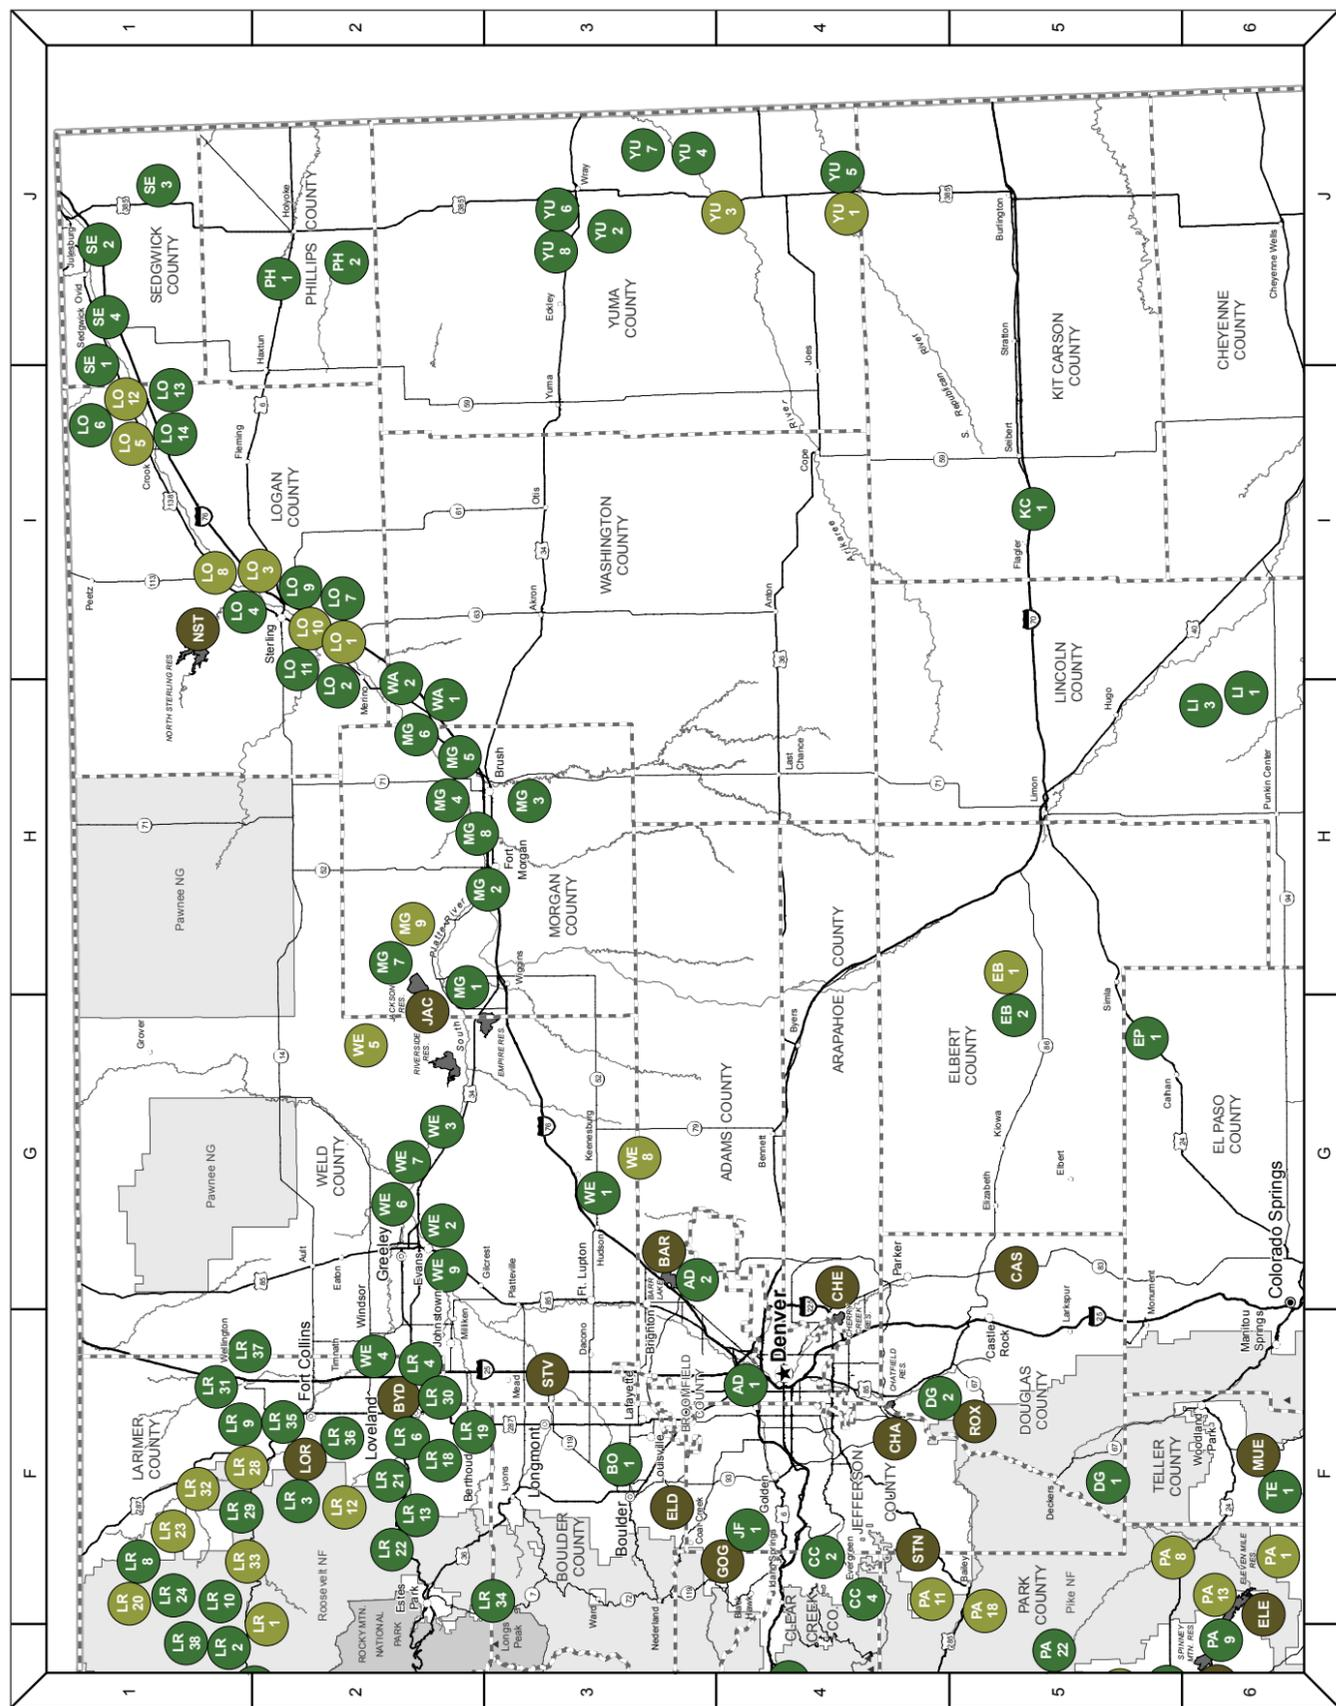 F
G
H
I
J
1
2
3
4
5
6
1
2
3
4
5
6
LARIMER
COUNTY
LR
20
LR
8
LR
23
LR
32
LR
24
LR
38
LR
10
LR
2
LR
1
LR
33
LR
29
LR
28
LR
9
LR
31
LR
37
Wellington
LR
35
Fort Collins
LOR
LR
3
LR
36
LR
12
Timnath
Windsor
WE
4
BYD
Loveland
LR
4
LR
30
LR
6
LR
21
LR
18
LR
19
LR
13
LR
22
LR
34
Johnstown
Milliken
Berthoud
Estes
Park
Roosevelt NF
ROCKY MTN.
NATIONAL
PARK
Longs
Peak
Pawnee NG
Pawnee NG
Grover
Ault
Eaton
WELD
COUNTY
Greeley
Evans
WE
6
WE
7
WE
3
WE
2
WE
9
WE
5
Gilcrest
Platteville
RIVERSIDE
RES.
JACKSON
RES.
EMPIRE RES.
JAC
South
Platte River
NORTH STERLING RES
NST
Peetz
Sterling
Merino
LO
8
LO
3
LO
4
LO
9
LO
7
LO
10
LO
1
LO
11
LO
2
LOGAN
COUNTY
Fleming
Crook
LO
6
LO
12
LO
5
LO
13
LO
14
SE
1
SE
4
SE
2
SE
3
Sedgwick
Ovid
Julesburg
SEDGWICK
COUNTY
Haxtun
Holyoke
PHILLIPS
COUNTY
PH
1
PH
2
WA
2
WA
1
MG
6
MG
5
MG
4
MG
8
MG
3
MG
2
MG
9
MG
7
MG
1
Brush
Fort
Morgan
Wiggins
MORGAN
COUNTY
Akron
Otis
WASHINGTON
COUNTY
Yuma
Eckley
Wray
YUMA
COUNTY
YU
8
YU
6
YU
2
YU
7
YU
4
YU
3
YU
1
YU
5
Lyons
Longmont
Mead
STV
Dacono
Ft. Lupton
Hudson
Keenesburg
WE
1
WE
8
BOULDER
COUNTY
Boulder
BO
1
Lafayette
Louisville
Ward
Nederland
ELD
Coal Creek
BROOMFIELD
COUNTY
Brighton
BARR
LAKE
BAR
AD
2
AD
1
ADAMS COUNTY
Bennett
Byers
Last
Chance
Anton
Cope
Joes
Arikaree
River
GOG
JF
1
Golden
Black
Hawk
Idaho Springs
CLEAR
CREEK
CO.
CC
2
CC
4
Evergreen
JEFFERSON
COUNTY
Denver
CHE
CHERRY
CREEK
RES.
CHATFIELD
RES.
CHA
ARAPAHOE COUNTY
Parker
STN
PA
11
PA
18
Bailey
DG
2
ROX
Castle
Rock
CAS
Larkspur
DOUGLAS
COUNTY
DG
1
Deckers
Elizabeth
Kiowa
Elbert
ELBERT
COUNTY
EB
1
EB
2
Limon
Hugo
LINCOLN
COUNTY
Flagler
KC
1
Seibert
Stratton
Burlington
S. Republican River
KIT CARSON
COUNTY
PARK
COUNTY
Pike NF
PA
22
PA
8
PA
13
PA
9
PA
1
ELE
ELEVEN MILE
RES.
SPINNEY
MTN. RES.
TELLER
COUNTY
Woodland
Park
MUE
TE
1
Monument
Manitou
Springs
Colorado Springs
EP
1
Simla
Calhan
EL PASO
COUNTY
Punkin Center
LI
3
LI
1
CHEYENNE
COUNTY
Cheyenne Wells